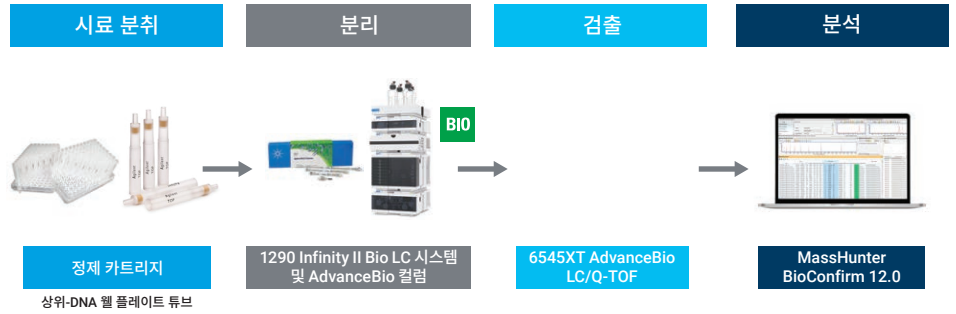 시료 분취
분리
검출
분석
BIO
Agilent
TOP
정제 카트리지
상위-DNA 웰 플레이트 튜브
1290 Infinity II Bio LC 시스템
및 AdvanceBio 컬럼
6545XT AdvanceBio
LC/Q-TOF
MassHunter
BioConfirm 12.0